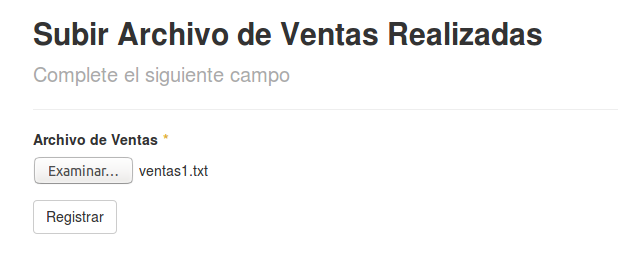 Subir Archivo de Ventas Realizadas
Complete el siguiente campo
Archivo de Ventas *
Examinar... ventas1.txt
Registrar